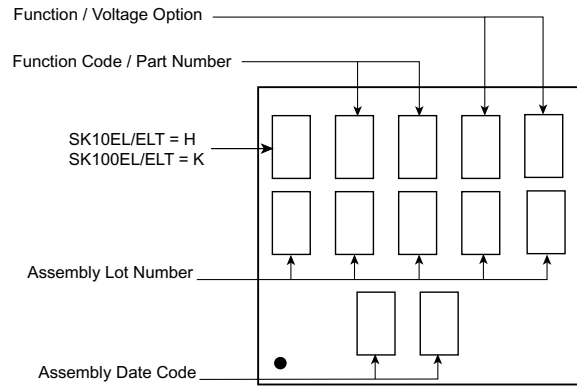 Function / Voltage Option
Function Code / Part Number
SK10EL/ELT = H
SK100EL/ELT = K
Assembly Lot Number
Assembly Date Code